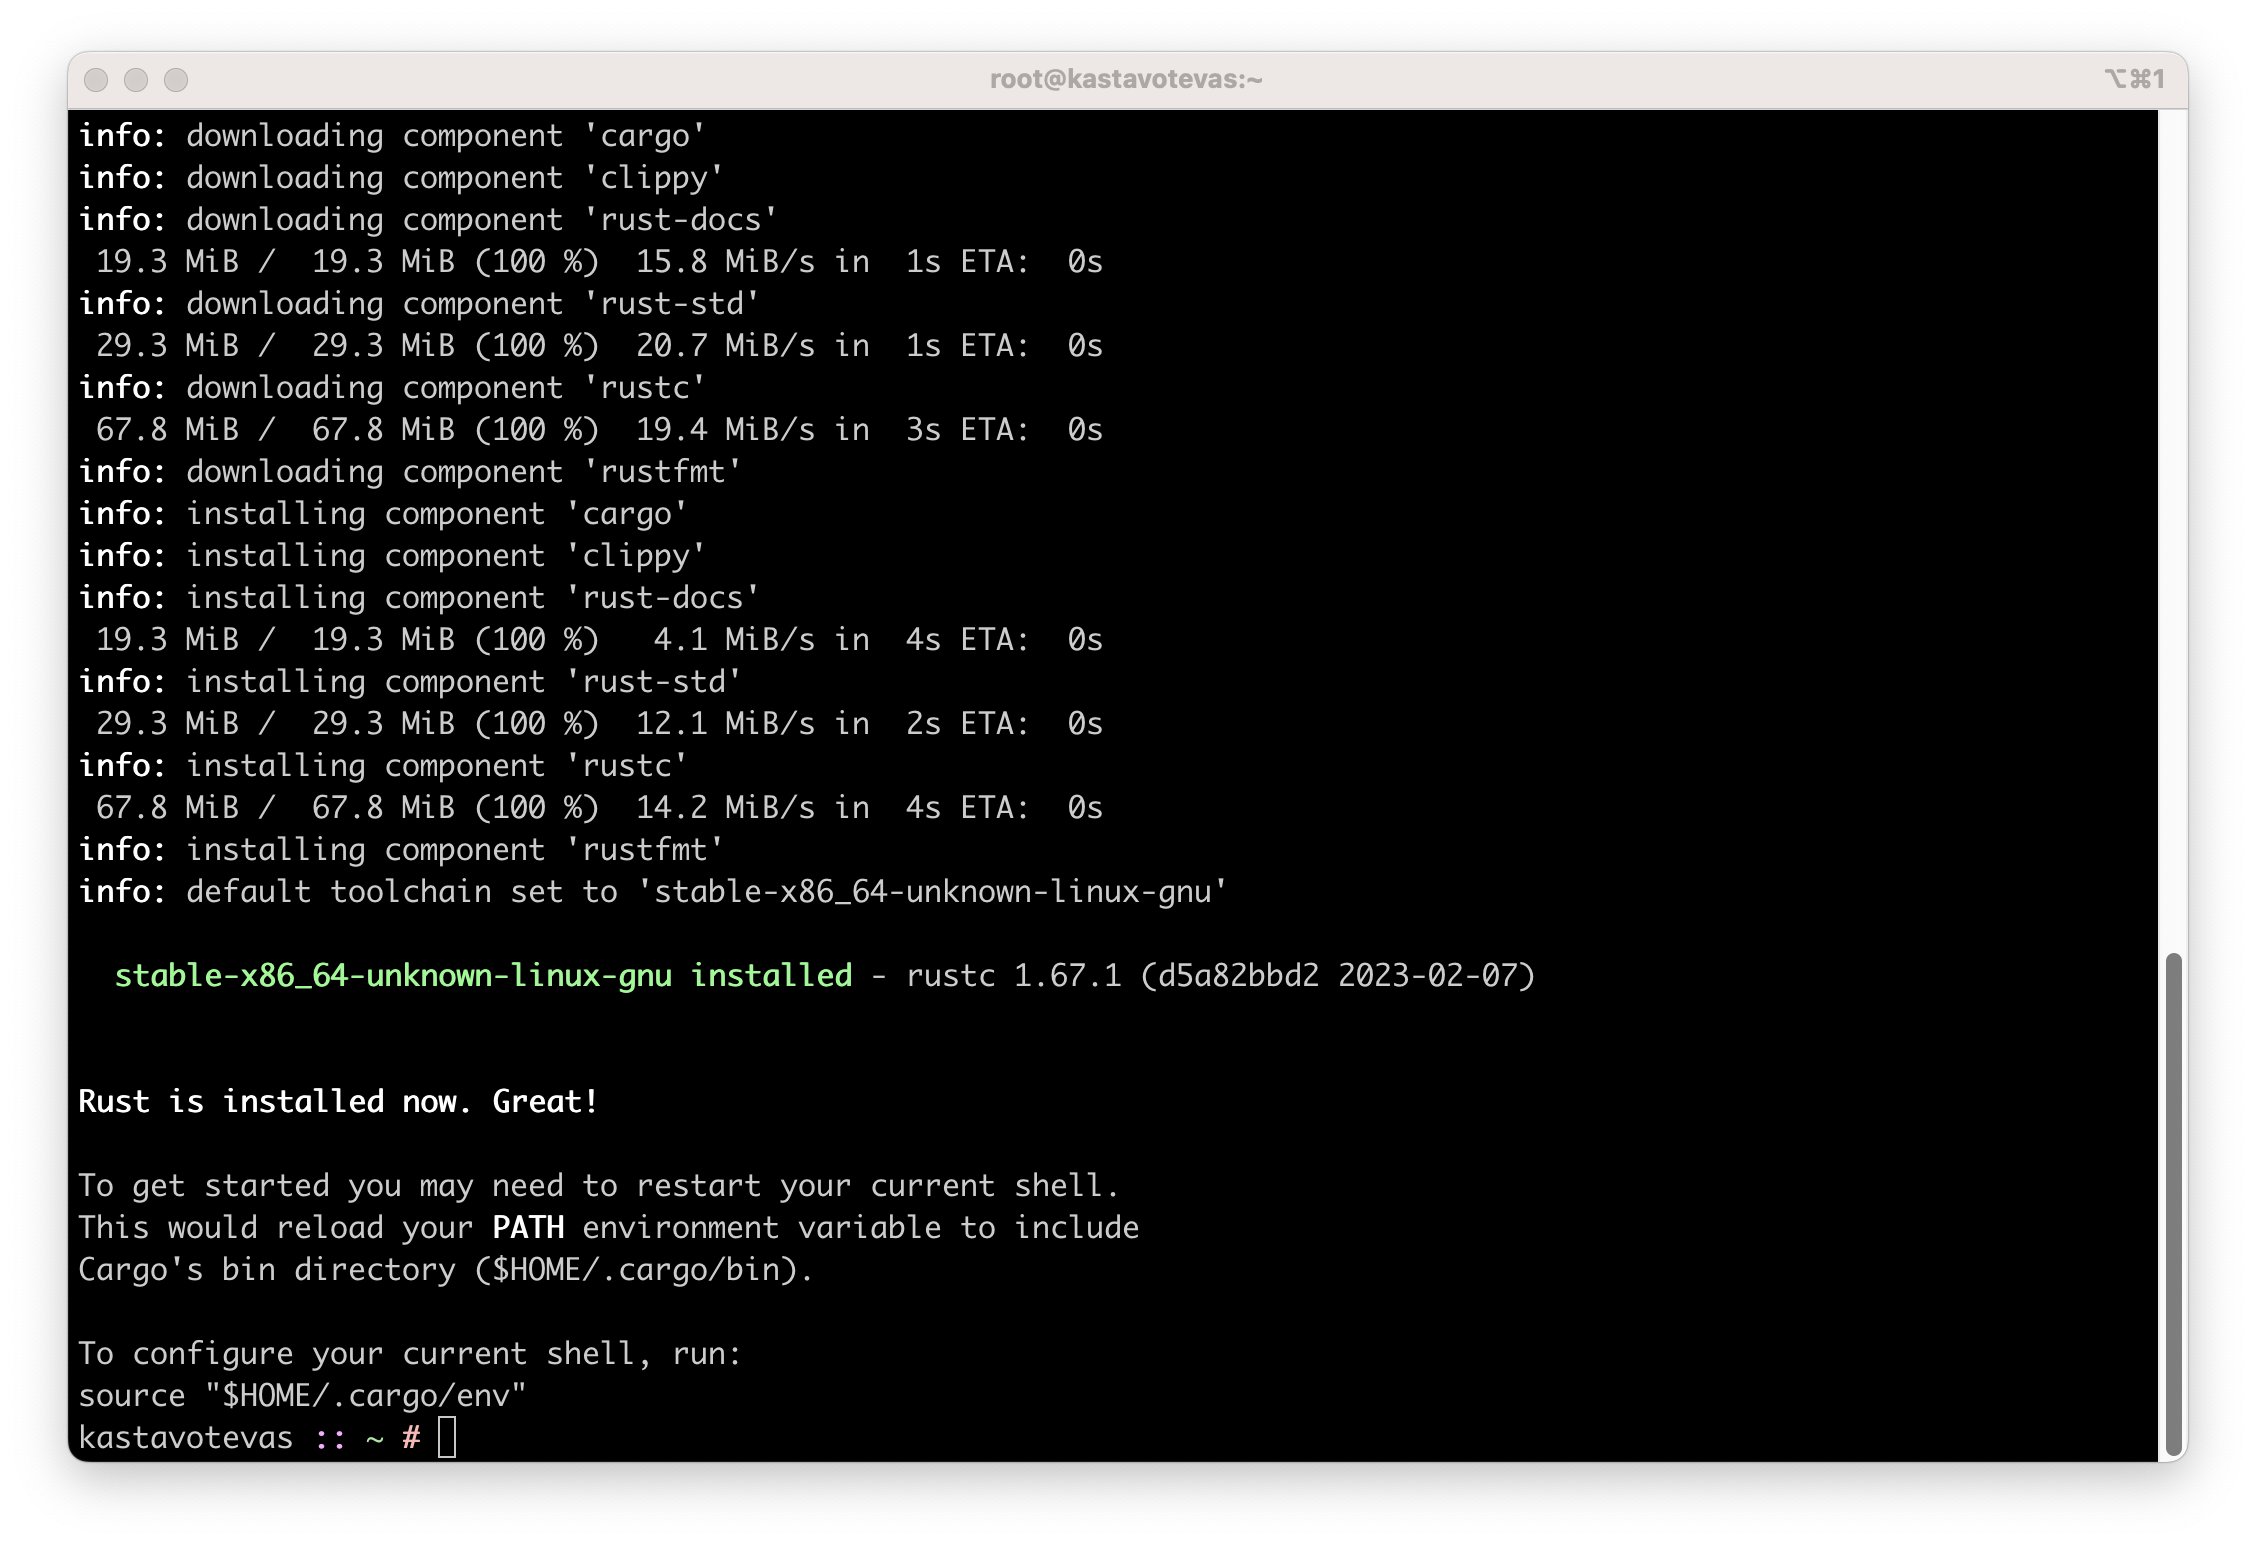 root@kastavotevas:~
⌥⌘1
info: downloading component 'cargo'
info: downloading component 'clippy'
info: downloading component 'rust-docs'
 19.3 MiB /  19.3 MiB (100 %)  15.8 MiB/s in  1s ETA:  0s
info: downloading component 'rust-std'
 29.3 MiB /  29.3 MiB (100 %)  20.7 MiB/s in  1s ETA:  0s
info: downloading component 'rustc'
 67.8 MiB /  67.8 MiB (100 %)  19.4 MiB/s in  3s ETA:  0s
info: downloading component 'rustfmt'
info: installing component 'cargo'
info: installing component 'clippy'
info: installing component 'rust-docs'
 19.3 MiB /  19.3 MiB (100 %)   4.1 MiB/s in  4s ETA:  0s
info: installing component 'rust-std'
 29.3 MiB /  29.3 MiB (100 %)  12.1 MiB/s in  2s ETA:  0s
info: installing component 'rustc'
 67.8 MiB /  67.8 MiB (100 %)  14.2 MiB/s in  4s ETA:  0s
info: installing component 'rustfmt'
info: default toolchain set to 'stable-x86_64-unknown-linux-gnu'
stable-x86_64-unknown-linux-gnu installed - rustc 1.67.1 (d5a82bbd2 2023-02-07)
Rust is installed now. Great!
To get started you may need to restart your current shell.
This would reload your PATH environment variable to include
Cargo's bin directory ($HOME/.cargo/bin).
To configure your current shell, run:
source "$HOME/.cargo/env"
kastavotevas :: ~ #